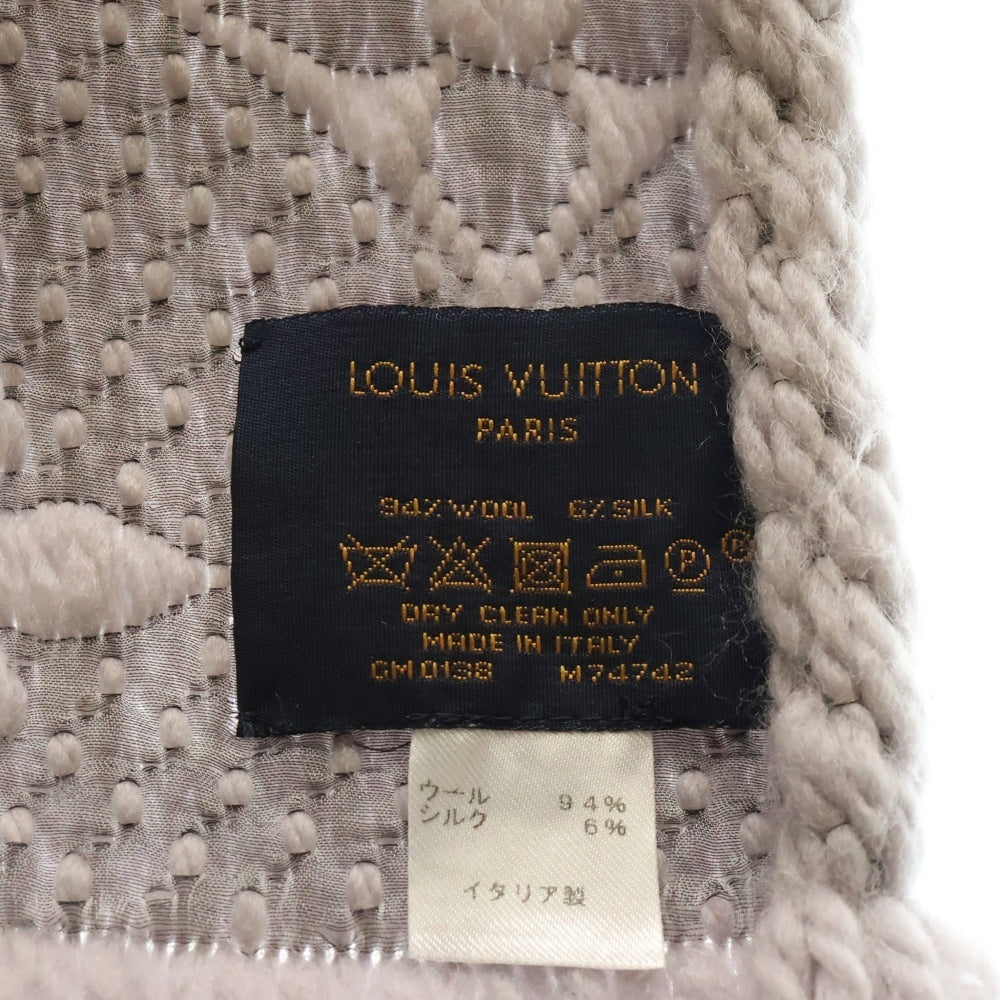 LOUIS VUITTON
PARIS
94% WOOL 6% SILK
P P
DRY CLEAN ONLY
MADE IN ITALY
GM0138 M74742
ウール 94%
シルク 6%
イタリア製